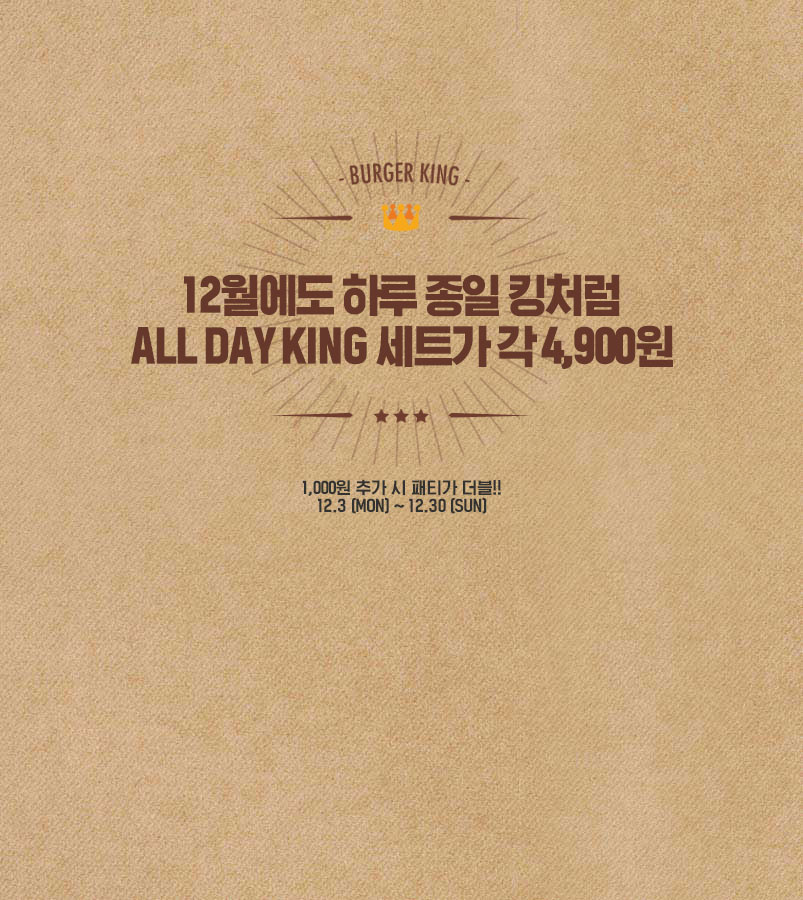 - BURGER KING -
12월에도 하루 종일 킹처럼
ALL DAY KING 세트가 각 4,900원
1,000원 추가 시 패티가 더블!!
12.3 (MON) ~ 12.30 (SUN)